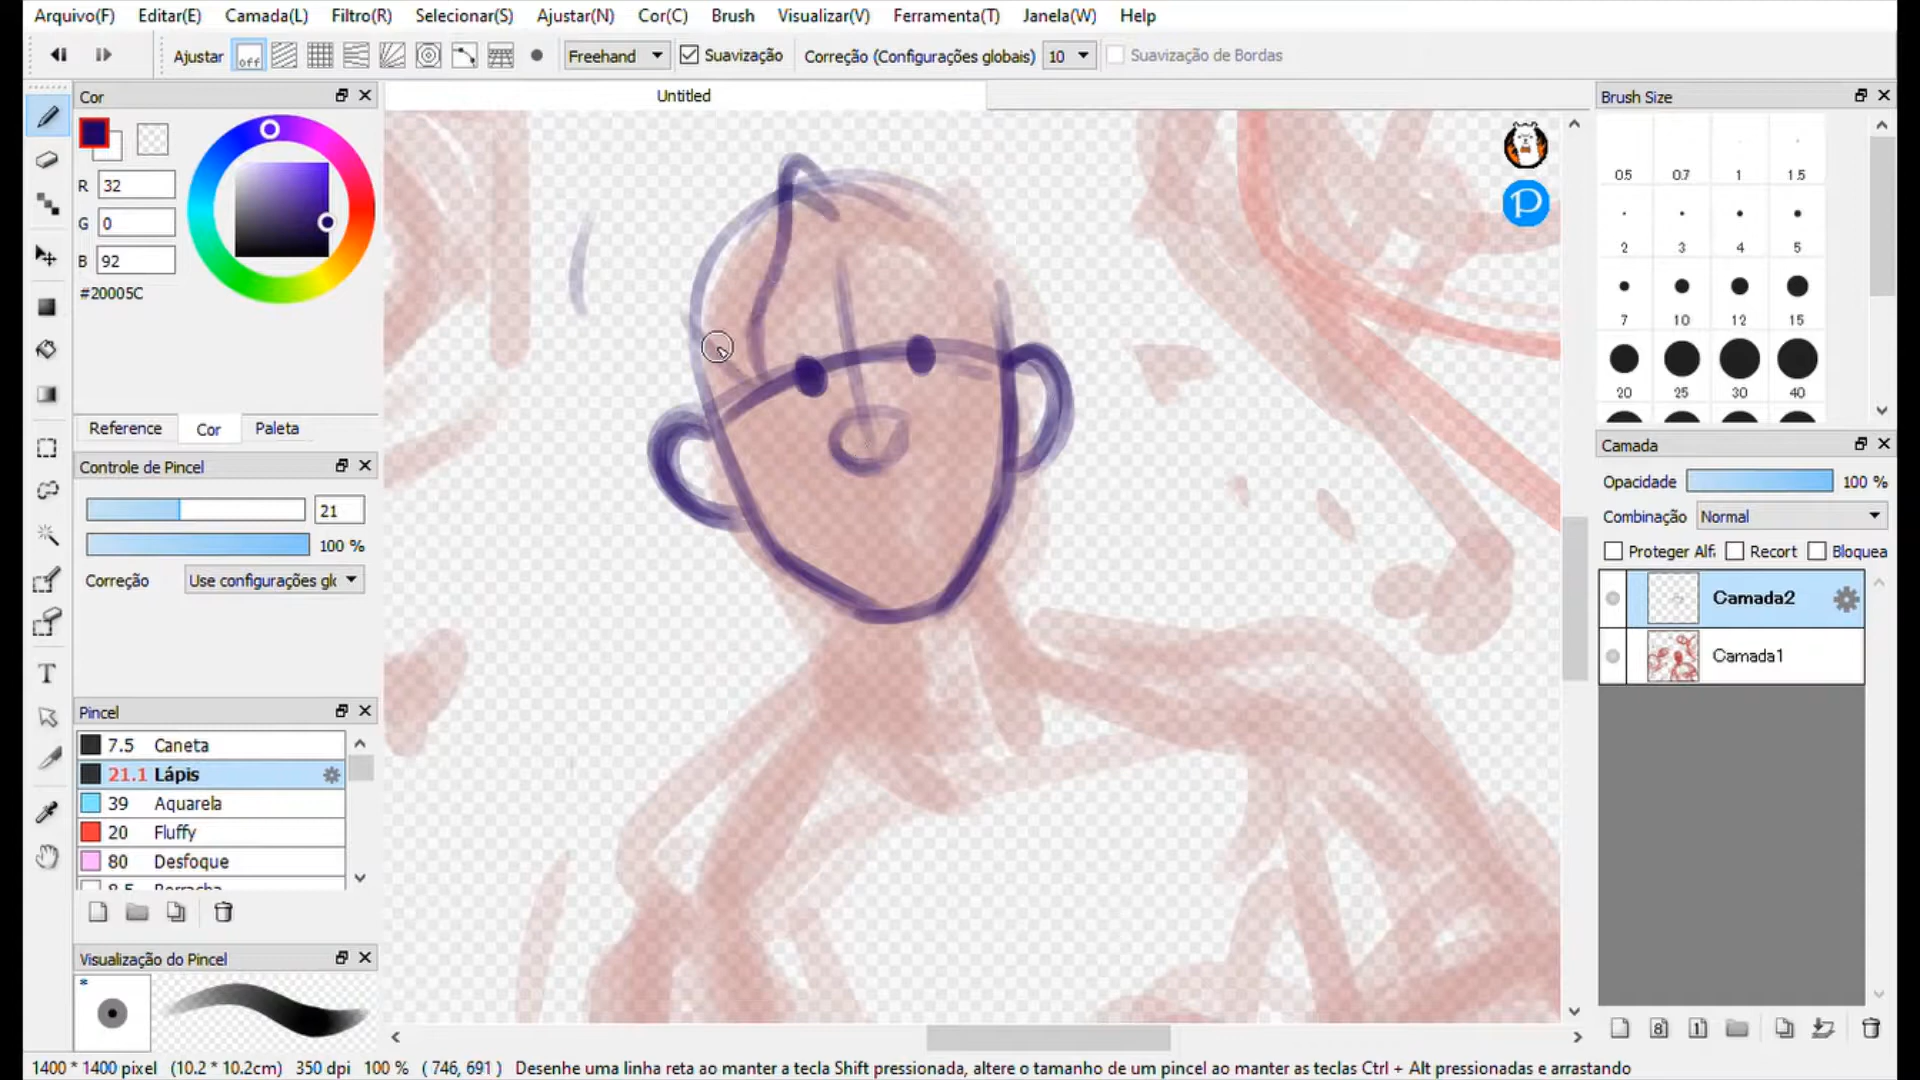 Arquivo(F) Editar(E) Camada(L) Filtro(R) Selecionar(S) Ajustar(N) Cor(C) Brush Visualizar(V) Ferramenta(T) Janela(W) Help
Ajustar off Freehand Suavização Correção (Configurações globais) 10 Suavização de Bordas
Cor
Untitled
Brush Size
R 32
G 0
B 92
#20005C
P
0.5 0.7 1 1.5
2 3 4 5
7 10 12 15
20 25 30 40
Reference Cor Paleta
Controle de Pincel
21
100 %
Correção Use configurações gl
Camada
Opacidade 100 %
Combinação Normal
Proteger Alf. Recort Bloquea
Camada2
Camada1
T
Pincel
7.5 Caneta
21.1 Lápis
39 Aquarela
20 Fluffy
80 Desfoque
8.5 Borracha
Visualização do Pincel
*
8 1
1400 * 1400 pixel (10.2 * 10.2cm) 350 dpi 100 % ( 746, 691 ) Desenhe uma linha reta ao manter a tecla Shift pressionada, altere o tamanho de um pincel ao manter as teclas Ctrl + Alt pressionadas e arrastando